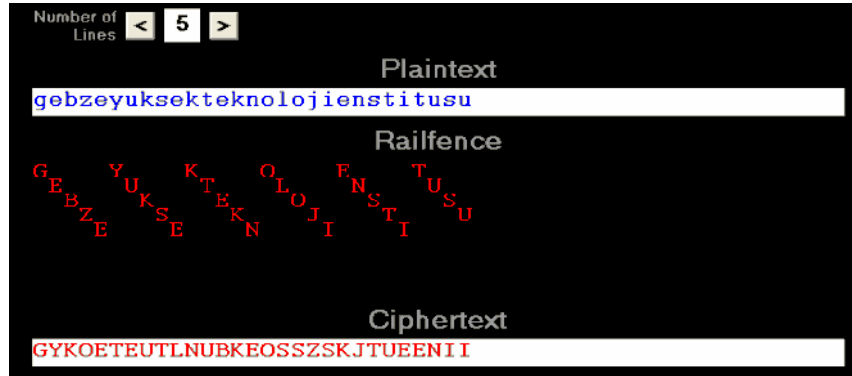 Number of
Lines < 5 >
Plaintext
gebzeyuksekteknolojienstitusu
Railfence
G Y K O E T
E U T L N U
B K E O S S
Z S K J T U
E E N I I
Ciphertext
GYKOETEUTLNUBKEOSSZSKJTUEENII